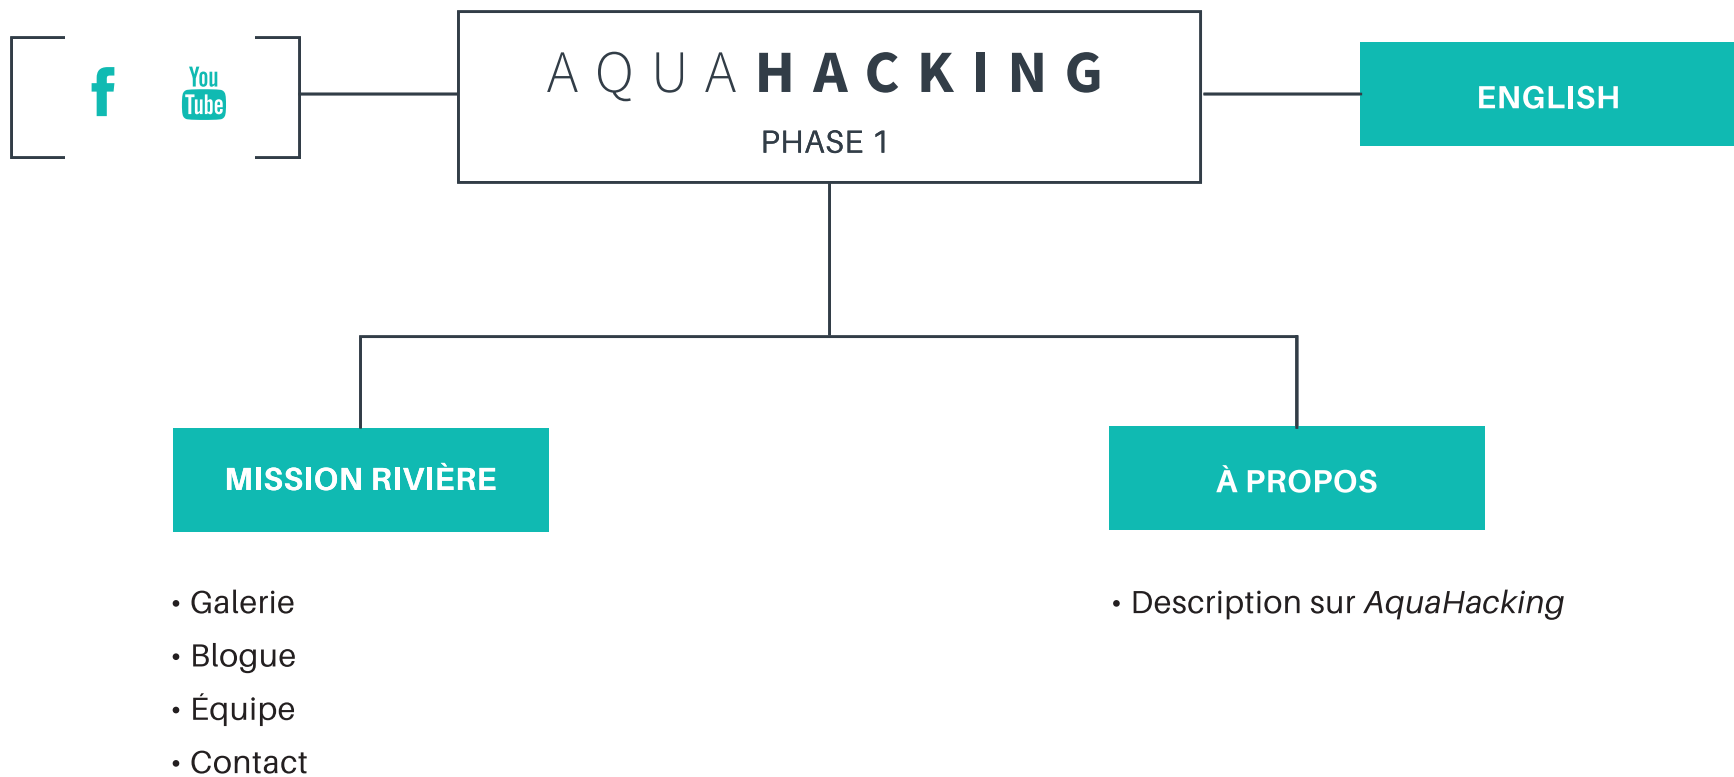 f
You
Tube
AQUAHACKING
PHASE 1
ENGLISH
MISSION RIVIÈRE
• Galerie
• Blogue
• Équipe
• Contact
À PROPOS
• Description sur AquaHacking